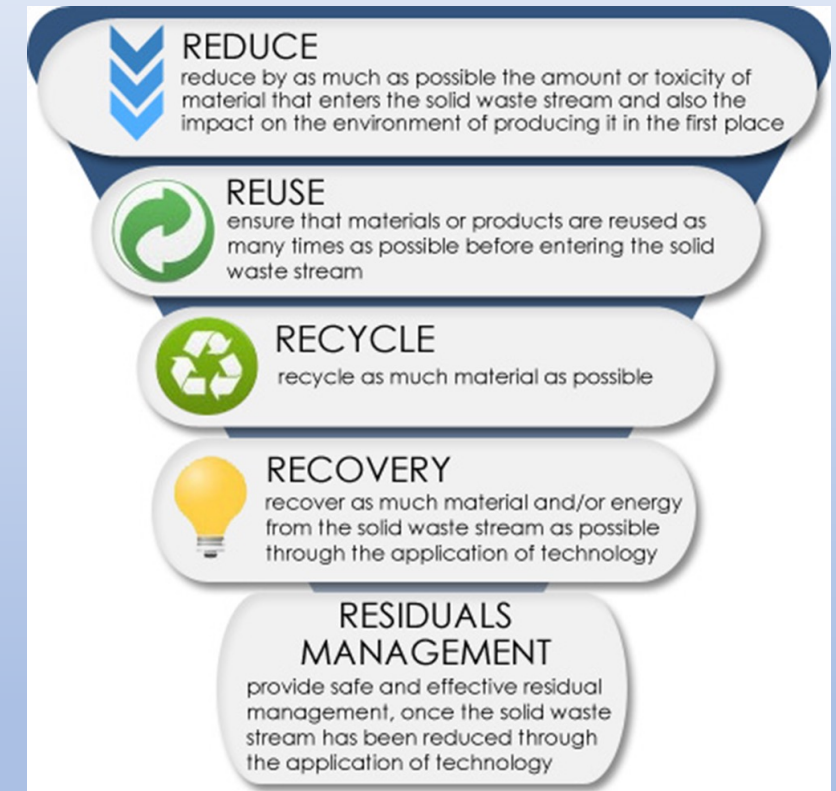 REDUCE
reduce by as much as possible the amount or toxicity of
material that enters the solid waste stream and also the
impact on the environment of producing it in the first place
REUSE
ensure that materials or products are reused as
many times as possible before entering the solid
waste stream
RECYCLE
recycle as much material as possible
RECOVERY
recover as much material and/or energy
from the solid waste stream as possible
through the application of technology
RESIDUALS
MANAGEMENT
provide safe and effective residual
management, once the solid waste
stream has been reduced through
the application of technology